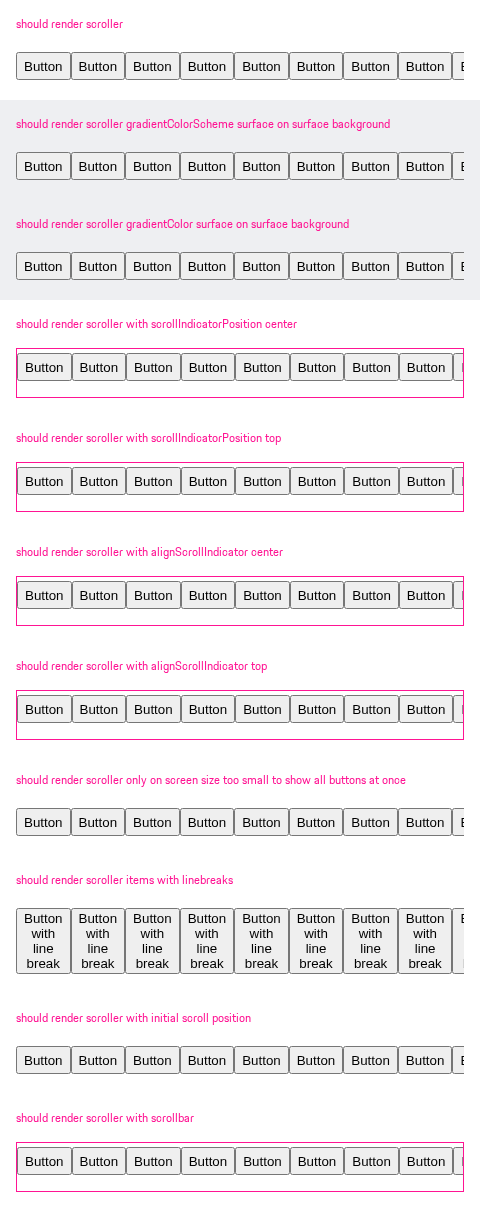 should render scroller
Button Button Button Button Button Button Button Button
should render scroller gradientColorScheme surface on surface background
Button Button Button Button Button Button Button Button
should render scroller gradientColor surface on surface background
Button Button Button Button Button Button Button Button
should render scroller with scrollIndicatorPosition center
Button Button Button Button Button Button Button Button
should render scroller with scrollIndicatorPosition top
Button Button Button Button Button Button Button Button
should render scroller with alignScrollIndicator center
Button Button Button Button Button Button Button Button
should render scroller with alignScrollIndicator top
Button Button Button Button Button Button Button Button
should render scroller only on screen size too small to show all buttons at once
Button Button Button Button Button Button Button Button
should render scroller items with linebreaks
Button Button Button Button Button Button Button Button
with with with with with with with with
line line line line line line line line
break break break break break break break break
should render scroller with initial scroll position
Button Button Button Button Button Button Button Button
should render scroller with scrollbar
Button Button Button Button Button Button Button Button